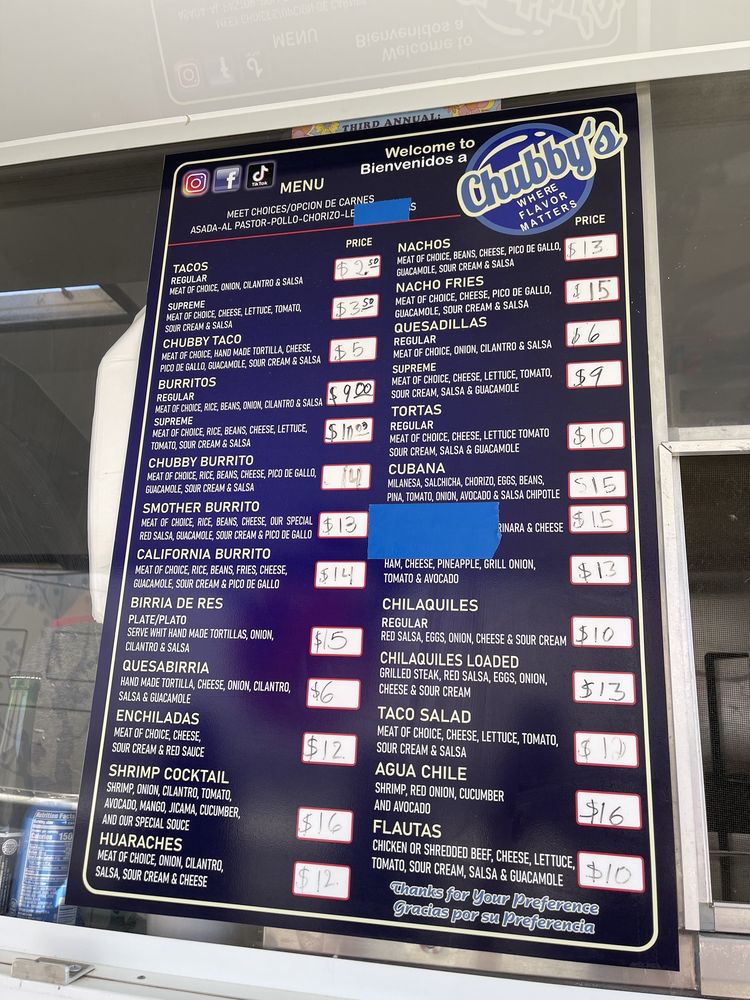 THIRD ANNUAL:
Welcome to
Bienvenidos a
Chubby's
WHERE
FLAVOR
MATTERS
TikTok
MENU
MEET CHOICES/OPCION DE CARNES
ASADA-AL PASTOR-POLLO-CHORIZO-LE
PRICE
TACOS
REGULAR
MEAT OF CHOICE, ONION, CILANTRO & SALSA
$2.50
SUPREME
MEAT OF CHOICE, CHEESE, LETTUCE, TOMATO,
SOUR CREAM & SALSA
$3.50
CHUBBY TACO
MEAT OF CHOICE, HAND MADE TORTILLA, CHEESE,
PICO DE GALLO, GUACAMOLE, SOUR CREAM & SALSA
$5
BURRITOS
REGULAR
MEAT OF CHOICE, RICE, BEANS, ONION, CILANTRO & SALSA
$9.00
SUPREME
MEAT OF CHOICE, RICE, BEANS, CHEESE, LETTUCE,
TOMATO, SOUR CREAM & SALSA
$10.00
CHUBBY BURRITO
MEAT OF CHOICE, RICE, BEANS, CHEESE, PICO DE GALLO,
GUACAMOLE, SOUR CREAM & SALSA
14
SMOTHER BURRITO
MEAT OF CHOICE, RICE, BEANS, CHEESE, OUR SPECIAL
RED SALSA, GUACAMOLE, SOUR CREAM & PICO DE GALLO
$13
CALIFORNIA BURRITO
MEAT OF CHOICE, RICE, BEANS, FRIES, CHEESE,
GUACAMOLE, SOUR CREAM & PICO DE GALLO
$14
BIRRIA DE RES
PLATE/PLATO
SERVE WHIT HAND MADE TORTILLAS, ONION,
CILANTRO & SALSA
$15
QUESABIRRIA
HAND MADE TORTILLA, CHEESE, ONION, CILANTRO,
SALSA & GUACAMOLE
$6
ENCHILADAS
MEAT OF CHOICE, CHEESE,
SOUR CREAM & RED SAUCE
$12
SHRIMP COCKTAIL
SHRIMP, ONION, CILANTRO, TOMATO,
AVOCADO, MANGO, JICAMA, CUCUMBER,
AND OUR SPECIAL SOUCE
$16
HUARACHES
MEAT OF CHOICE, ONION, CILANTRO,
SALSA, SOUR CREAM & CHEESE
$12
PRICE
NACHOS
MEAT OF CHOICE, BEANS, CHEESE, PICO DE GALLO,
GUACAMOLE, SOUR CREAM & SALSA
$13
NACHO FRIES
MEAT OF CHOICE, CHEESE, PICO DE GALLO,
GUACAMOLE, SOUR CREAM & SALSA
$15
QUESADILLAS
REGULAR
MEAT OF CHOICE, ONION, CILANTRO & SALSA
$6
SUPREME
MEAT OF CHOICE, CHEESE, LETTUCE, TOMATO,
SOUR CREAM, SALSA & GUACAMOLE
$9
TORTAS
REGULAR
MEAT OF CHOICE, CHEESE, LETTUCE TOMATO
SOUR CREAM, SALSA & GUACAMOLE
$10
CUBANA
MILANESA, SALCHICHA, CHORIZO, EGGS, BEANS,
PINA, TOMATO, ONION, AVOCADO & SALSA CHIPOTLE
$15
RINARA & CHEESE
$15
HAM, CHEESE, PINEAPPLE, GRILL ONION,
TOMATO & AVOCADO
$13
CHILAQUILES
REGULAR
RED SALSA, EGGS, ONION, CHEESE & SOUR CREAM
$10
CHILAQUILES LOADED
GRILLED STEAK, RED SALSA, EGGS, ONION,
CHEESE & SOUR CREAM
$13
TACO SALAD
MEAT OF CHOICE, CHEESE, LETTUCE, TOMATO,
SOUR CREAM & SALSA
AGUA CHILE
SHRIMP, RED ONION, CUCUMBER
AND AVOCADO
$16
FLAUTAS
CHICKEN OR SHREDDED BEEF, CHEESE, LETTUCE,
TOMATO, SOUR CREAM, SALSA & GUACAMOLE
$10
Thanks for Your Preference
Gracias por su Preferencia
Nutrition Facts
Calories 150